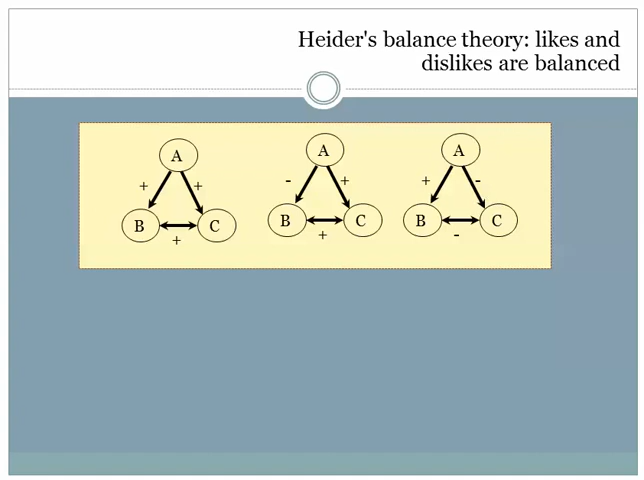 Heider's balance theory: likes and
dislikes are balanced
A
+ +
B C
+
A
- +
B C
+
A
+ -
B C
-